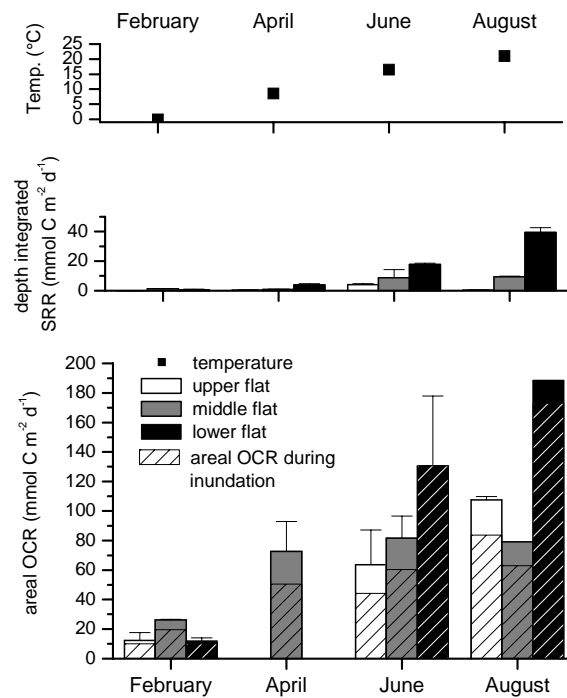 February April June August
Temp. (°C)
25
20
15
10
5
0
depth integrated
SRR (mmol C m⁻² d⁻¹)
40
20
0
areal OCR (mmol C m⁻² d⁻¹)
200
180
160
140
120
100
80
60
40
20
0
temperature
upper flat
middle flat
lower flat
areal OCR during
inundation
February April June August